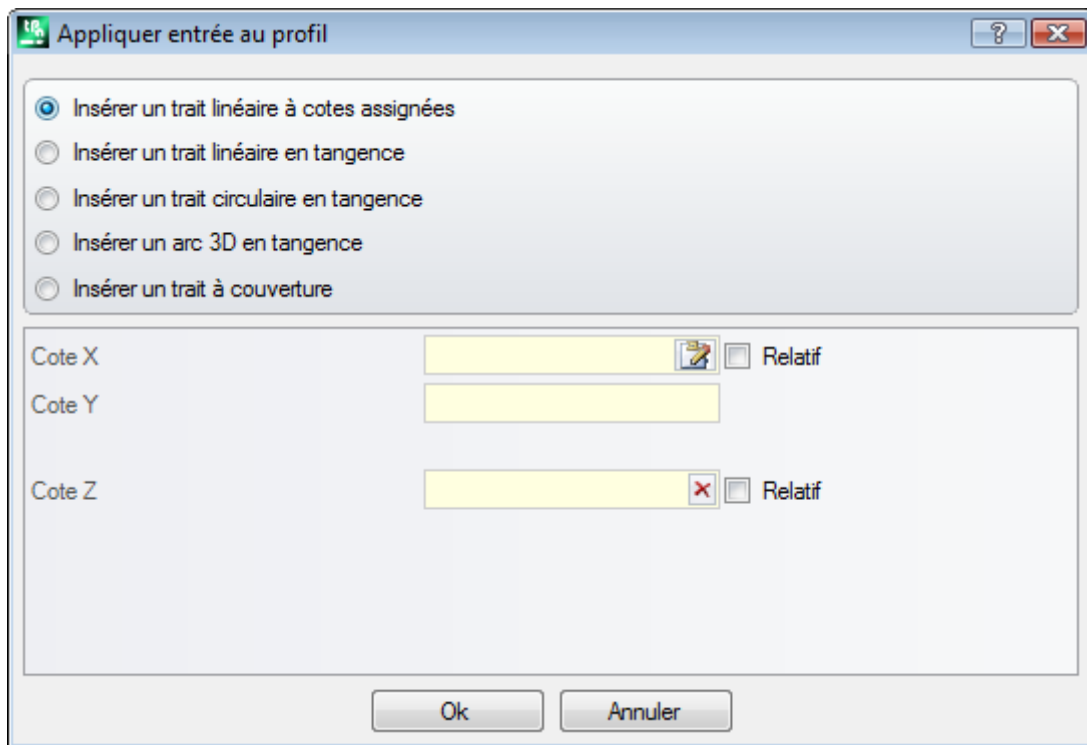 Appliquer entrée au profil
Insérer un trait linéaire à cotes assignées
Insérer un trait linéaire en tangence
Insérer un trait circulaire en tangence
Insérer un arc 3D en tangence
Insérer un trait à couverture
Cote X Relatif
Cote Y
Cote Z Relatif
Ok Annuler